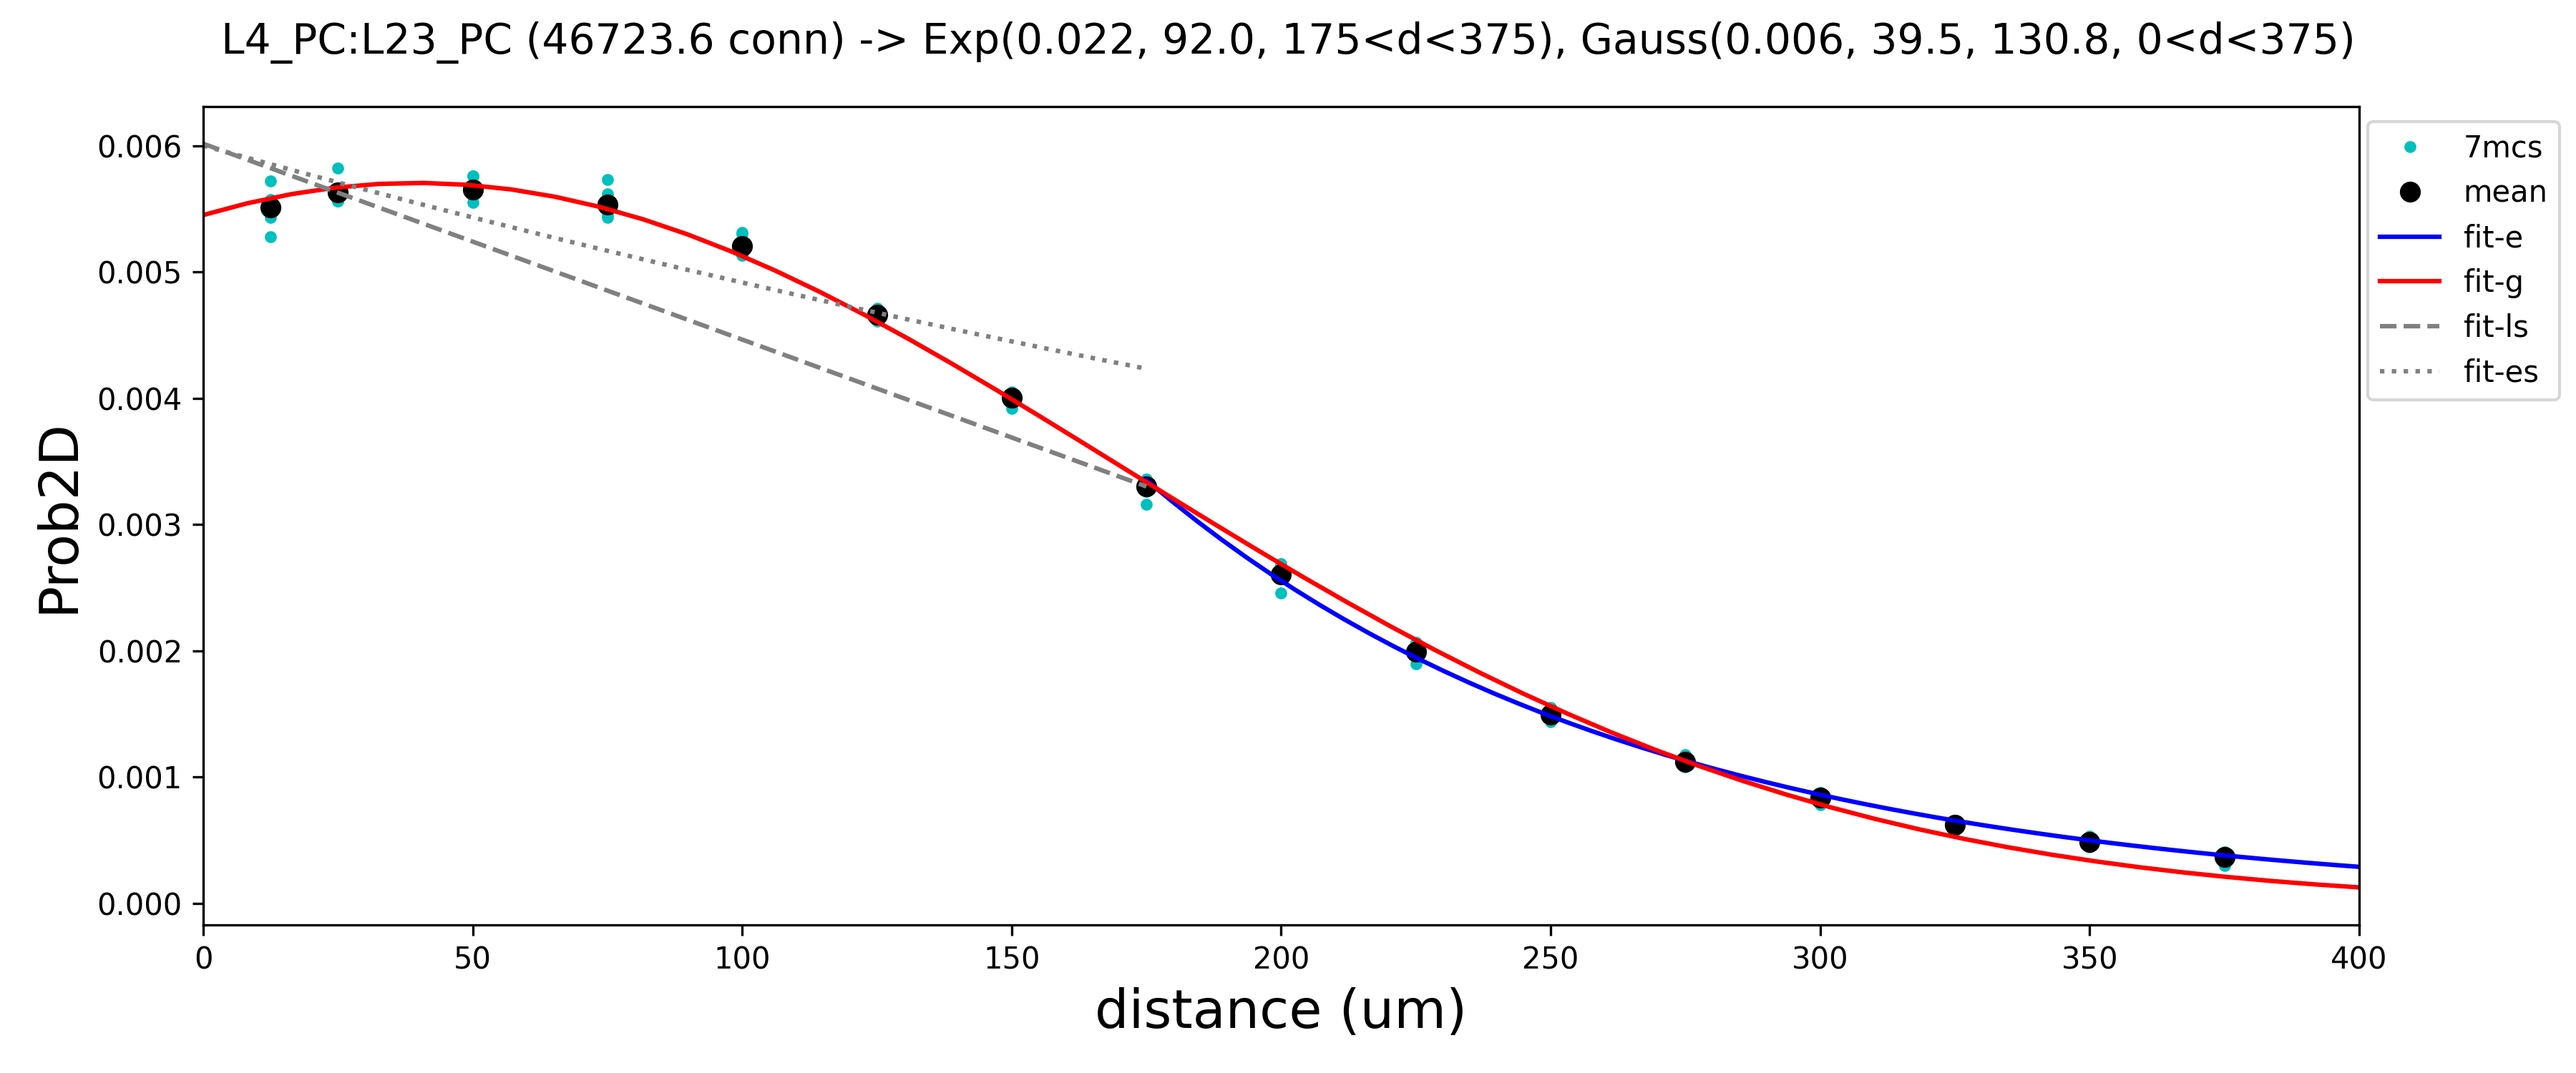 L4_PC:L23_PC (46723.6 conn) -> Exp(0.022, 92.0, 175<d<375), Gauss(0.006, 39.5, 130.8, 0<d<375)
Prob2D
0.006
0.005
0.004
0.003
0.002
0.001
0.000
0 50 100 150 200 250 300 350 400
distance (um)
7mcs
mean
fit-e
fit-g
fit-ls
fit-es